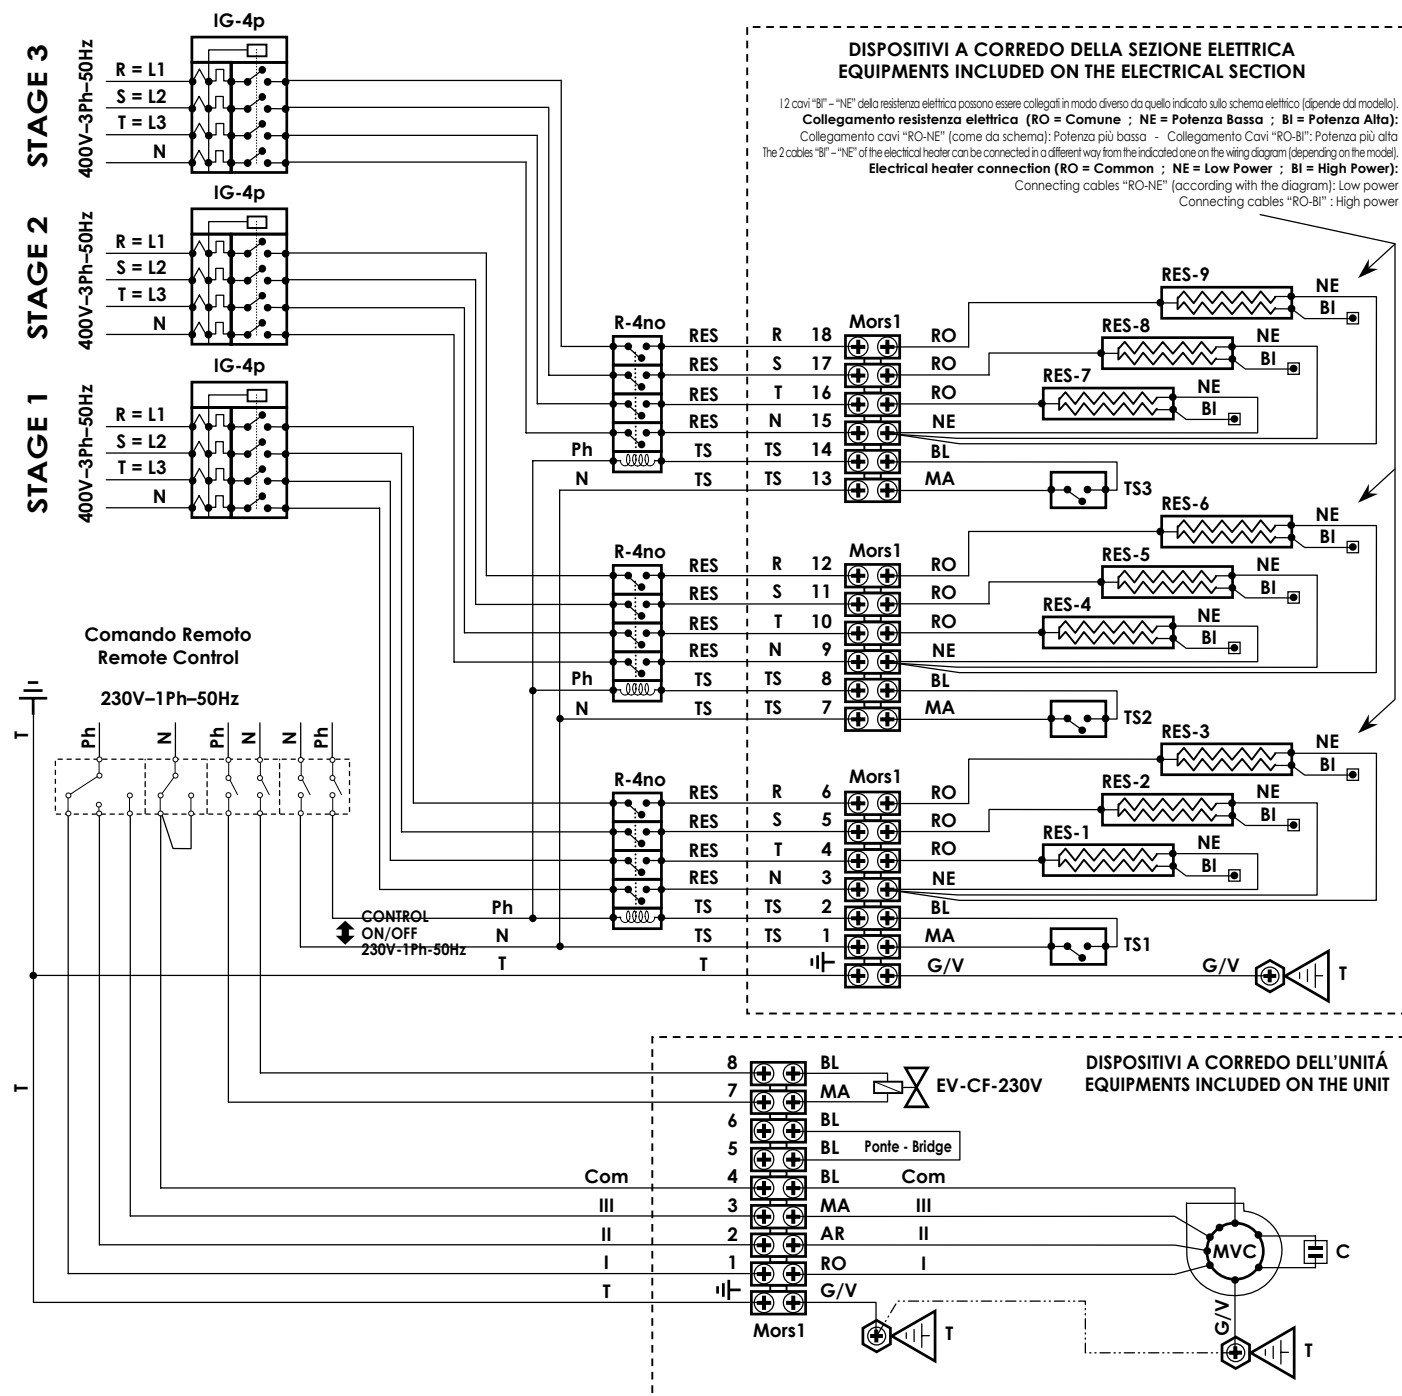 IG-4p
STAGE 3
400V–3Ph–50Hz
R = L1
S = L2
T = L3
N
IG-4p
STAGE 2
400V–3Ph–50Hz
R = L1
S = L2
T = L3
N
IG-4p
STAGE 1
400V–3Ph–50Hz
R = L1
S = L2
T = L3
N
DISPOSITIVI A CORREDO DELLA SEZIONE ELETTRICA
EQUIPMENTS INCLUDED ON THE ELECTRICAL SECTION
I 2 cavi “BI” – “NE” della resistenza elettrica possono essere collegati in modo diverso da quello indicato sullo schema elettrico (dipende dal modello).
Collegamento resistenza elettrica (RO = Comune ; NE = Potenza Bassa ; BI = Potenza Alta):
Collegamento cavi “RO-NE” (come da schema): Potenza più bassa - Collegamento Cavi “RO-BI”: Potenza più alta
The 2 cables “BI” – “NE” of the electrical heater can be connected in a different way from the indicated one on the wiring diagram (depending on the model).
Electrical heater connection (RO = Common ; NE = Low Power ; BI = High Power):
Connecting cables “RO-NE” (according with the diagram): Low power
Connecting cables “RO-BI” : High power
R-4no Mors1
RES R 18 RO RES-9 NE BI
RES S 17 RO RES-8 NE BI
RES T 16 RO RES-7 NE BI
RES N 15 NE
Ph TS TS 14 BL
N TS TS 13 MA TS3
R-4no Mors1
RES R 12 RO RES-6 NE BI
RES S 11 RO RES-5 NE BI
RES T 10 RO RES-4 NE BI
RES N 9 NE
Ph TS TS 8 BL
N TS TS 7 MA TS2
R-4no Mors1
RES R 6 RO RES-3 NE BI
RES S 5 RO RES-2 NE BI
RES T 4 RO RES-1 NE BI
RES N 3 NE
Ph TS TS 2 BL
N TS TS 1 MA TS1
T T G/V G/V T
Comando Remoto
Remote Control
230V–1Ph–50Hz
T
Ph N Ph N N Ph
CONTROL
ON/OFF
230V-1Ph-50Hz
T
DISPOSITIVI A CORREDO DELL'UNITÁ
EQUIPMENTS INCLUDED ON THE UNIT
8 BL
7 MA EV-CF-230V
6 BL
5 BL Ponte - Bridge
Com 4 BL Com
III 3 MA III
II 2 AR II
I 1 RO I
T G/V
Mors1
MVC C
G/V
T
T